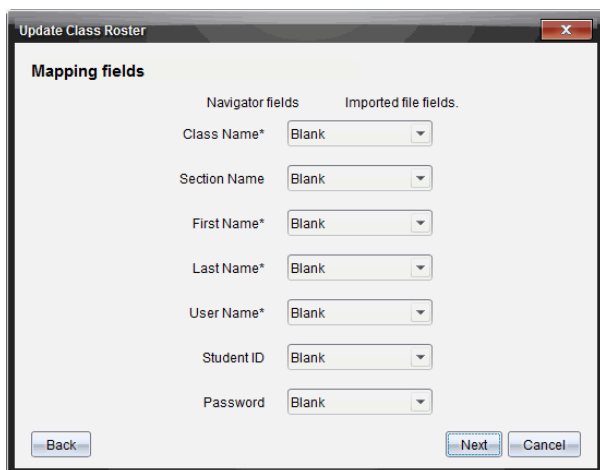 Update Class Roster
X
Mapping fields
Navigator fields Imported file fields.
Class Name* Blank
Section Name Blank
First Name* Blank
Last Name* Blank
User Name* Blank
Student ID Blank
Password Blank
Back Next Cancel